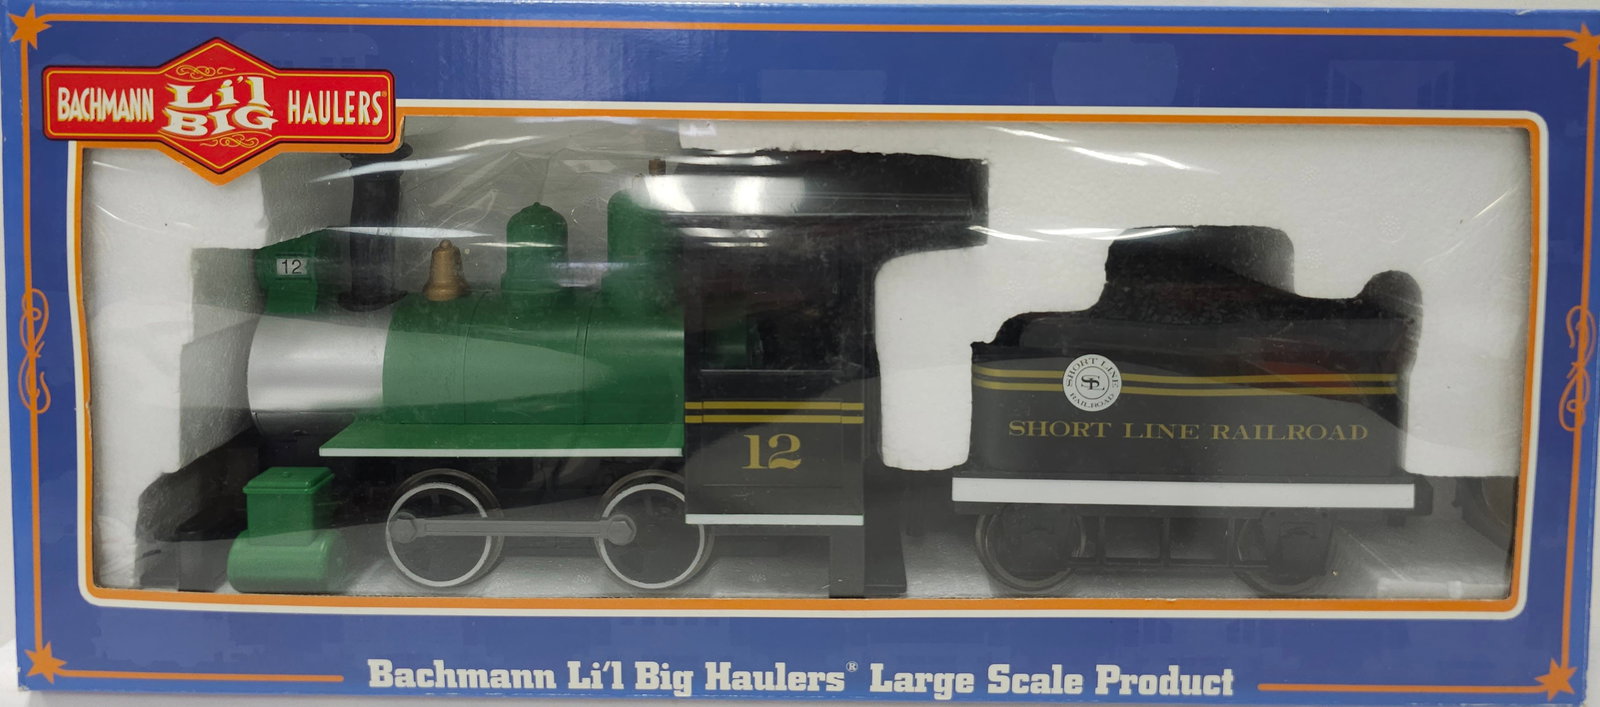 BACHMANN Li'l BIG HAULERS®
12
12
SHORT LINE
SL
RAILROAD
SHORT LINE RAILROAD
Bachmann Li'l Big Haulers® Large Scale Product